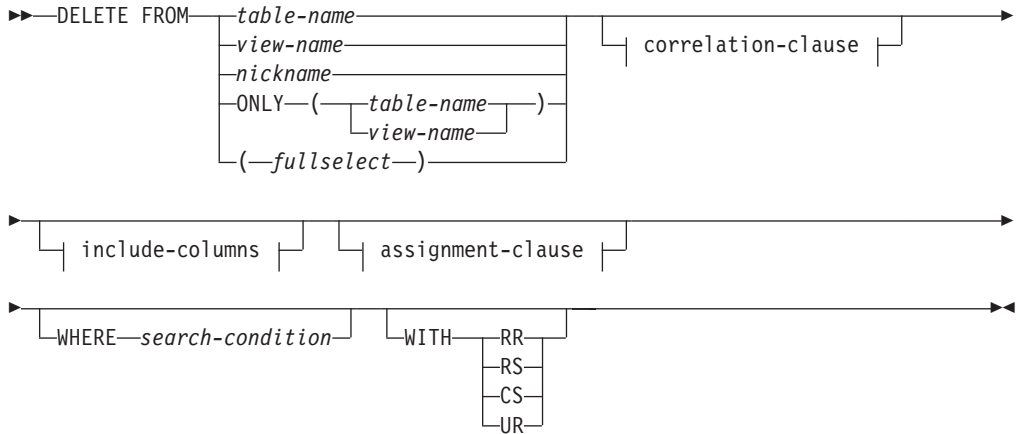 DELETE FROM table-name correlation-clause
view-name
nickname
ONLY ( table-name )
view-name
( fullselect )
include-columns assignment-clause
WHERE search-condition WITH RR
RS
CS
UR